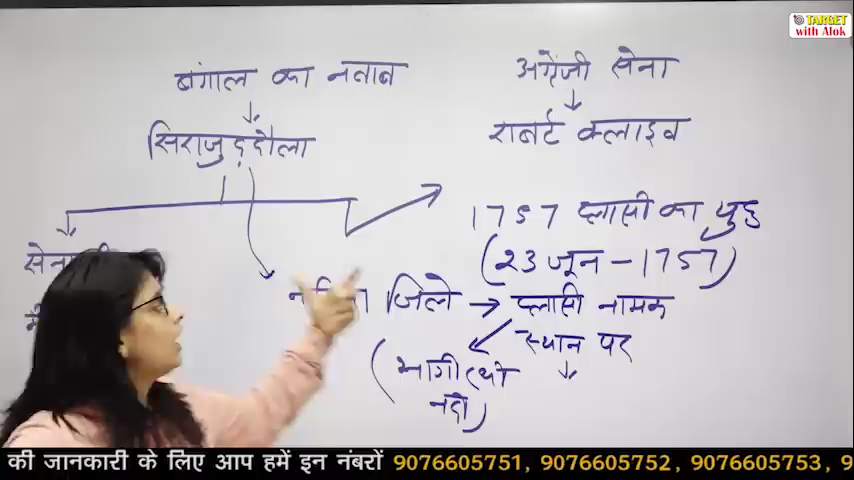 TARGET
with Alok
बंगाल का नवाब
अंग्रेजी सेना
सिराजुद्दौला
राबर्ट क्लाइव
1757 प्लासी का युद्ध
(23 जून - 1757)
जिले → प्लासी नामक
स्थान पर
(भागीरथी
नदी)
की जानकारी के लिए आप हमें इन नंबरों 9076605751, 9076605752, 9076605753, 9